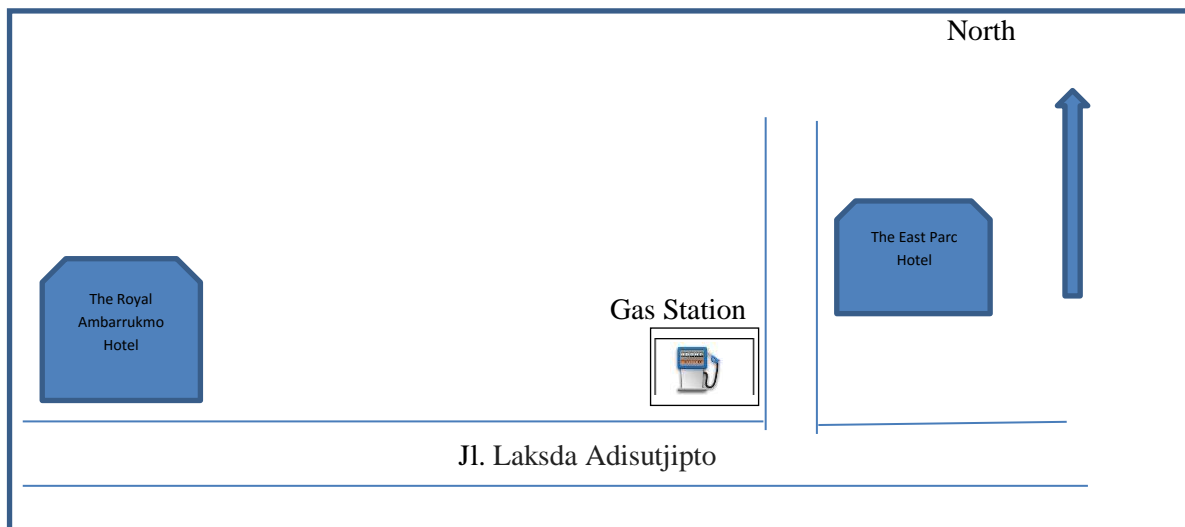 North
The East Parc
Hotel
The Royal
Ambarrukmo
Hotel
Gas Station
Jl. Laksda Adisutjipto